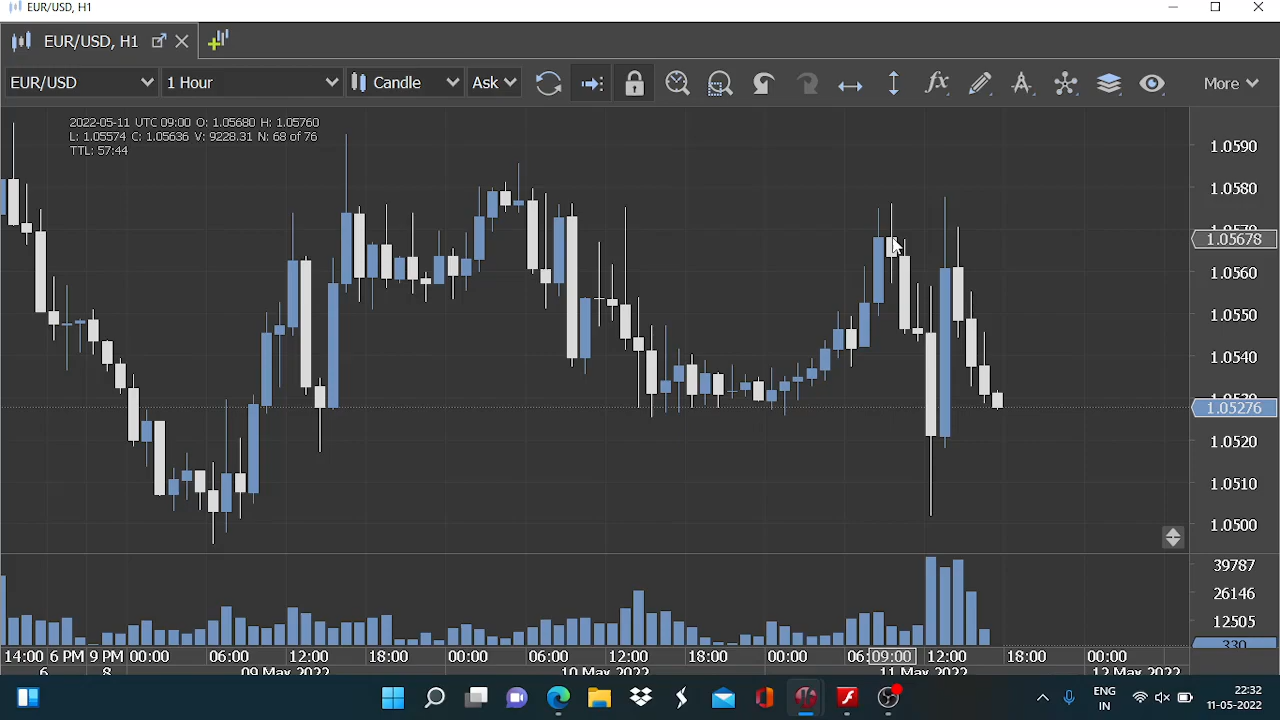 EUR/USD, H1
EUR/USD, H1
EUR/USD 1 Hour Candle Ask fx More
2022-05-11 UTC 09:00 O: 1.05680 H: 1.05760
L: 1.05574 C: 1.05636 V: 9228.31 N: 68 of 76
TTL: 57:44
1.0590
1.0580
1.05678
1.0560
1.0550
1.0540
1.05276
1.0520
1.0510
1.0500
39787
26146
12505
330
14:00 6 PM 9 PM 00:00 06:00 12:00 18:00 00:00 06:00 12:00 18:00 00:00 09:00 12:00 18:00 00:00
6 8 09 May 2022 10 May 2022 11 May 2022 12 May 2022
ENG
IN
22:32
11-05-2022